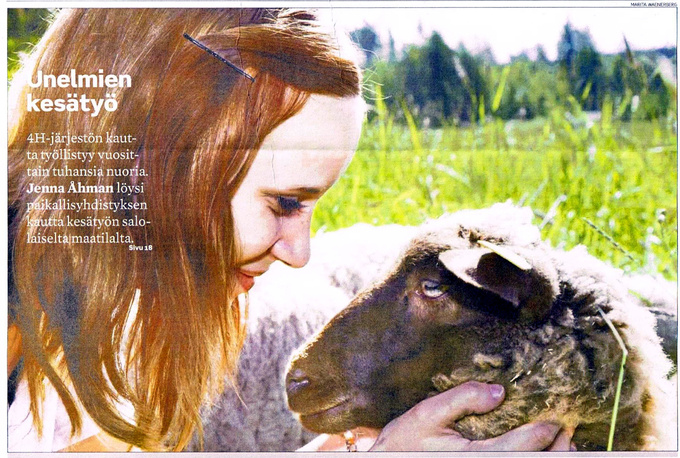 MARITA WAENERBERG
Unelmien
kesätyö
4H-järjestön kaut-
ta työllistyy vuosit-
tain tuhansia nuoria.
Jenna Åhman löysi
paikallisyhdistyksen
kautta kesätyön salo-
laiselta maatilalta.
Sivu 18